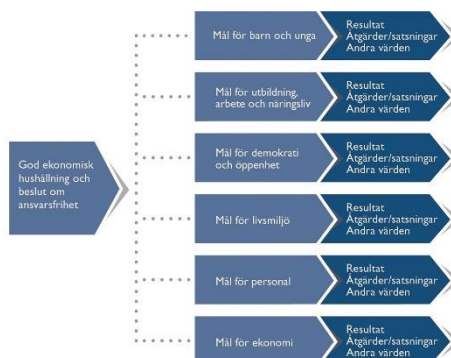 God ekonomisk
hushållning och
beslut om
ansvarsfrihet
Mål för barn och unga
Resultat
Åtgärder/satsningar
Andra värden
Mål för utbildning,
arbete och näringsliv
Resultat
Åtgärder/satsningar
Andra värden
Mål för demokrati
och öppenhet
Resultat
Åtgärder/satsningar
Andra värden
Mål för livsmiljö
Resultat
Åtgärder/satsningar
Andra värden
Mål för personal
Resultat
Åtgärder/satsningar
Andra värden
Mål för ekonomi
Resultat
Åtgärder/satsningar
Andra värden